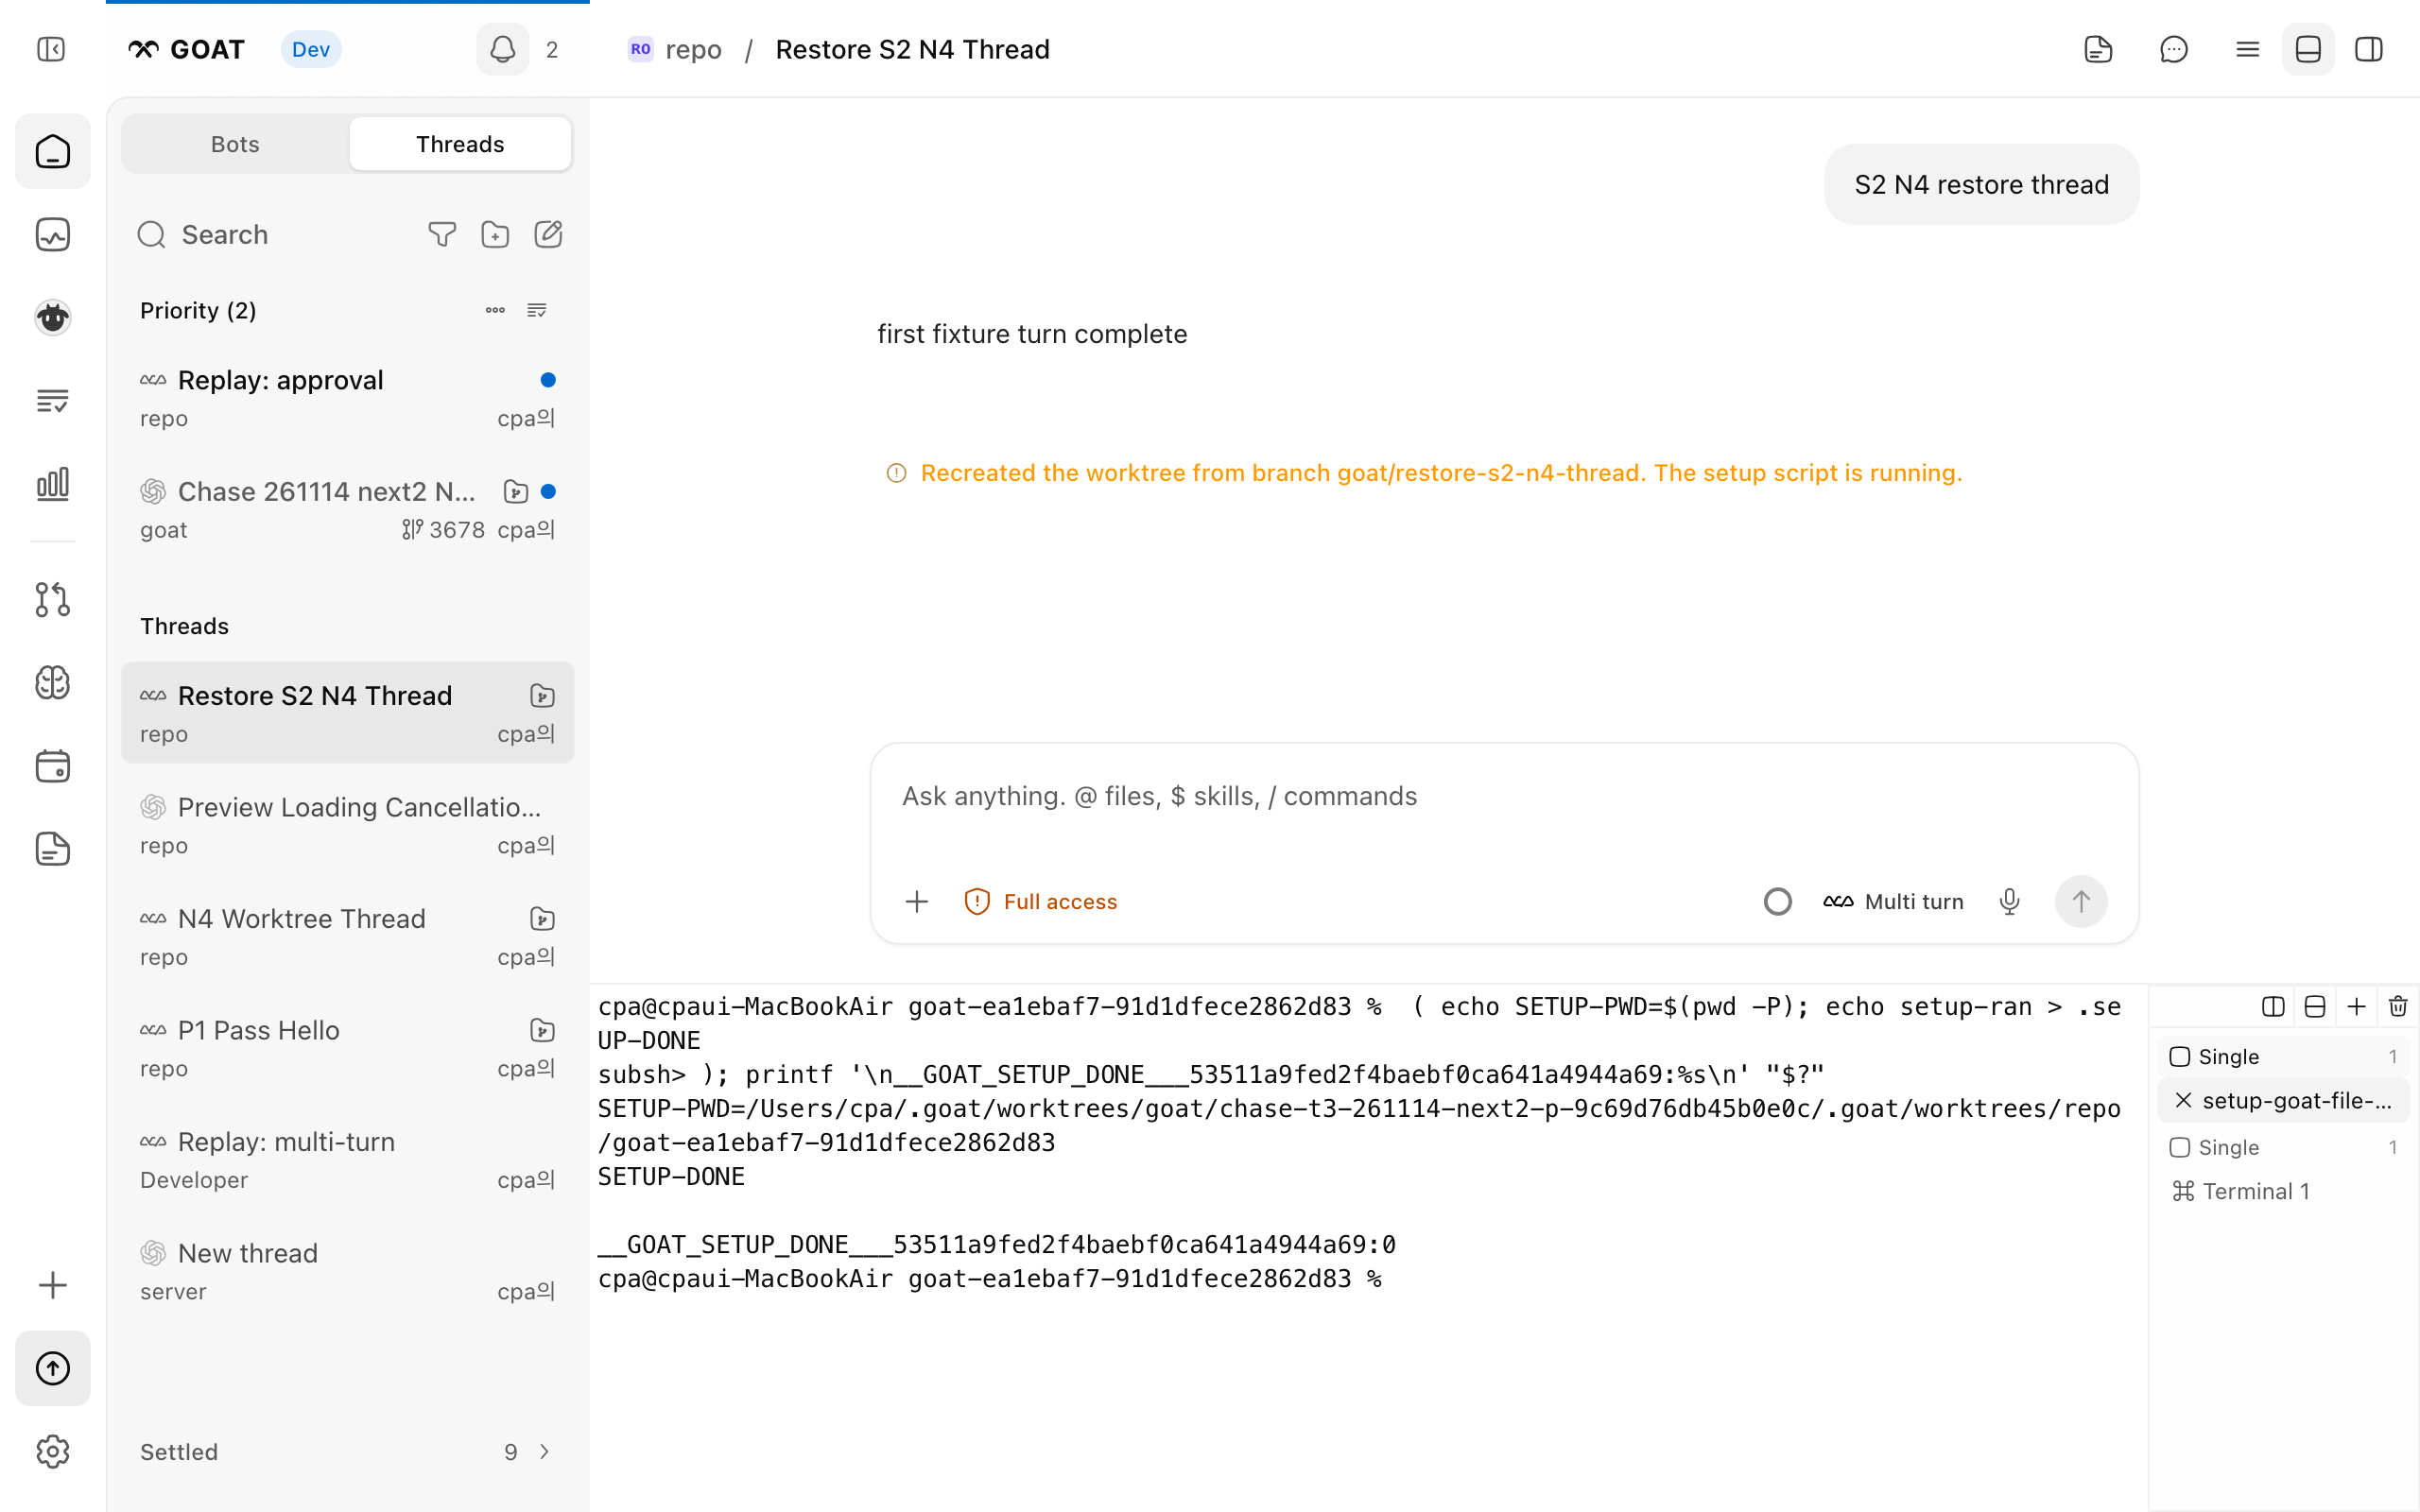 GOAT
Dev
2
RO repo / Restore S2 N4 Thread
Bots
Threads
Search
Priority (2)
Replay: approval
repo
cpa의
Chase 261114 next2 N...
goat
3678 cpa의
Threads
Restore S2 N4 Thread
repo
cpa의
Preview Loading Cancellatio...
repo
cpa의
N4 Worktree Thread
repo
cpa의
P1 Pass Hello
repo
cpa의
Replay: multi-turn
Developer
cpa의
New thread
server
cpa의
Settled
9
S2 N4 restore thread
first fixture turn complete
Recreated the worktree from branch goat/restore-s2-n4-thread. The setup script is running.
Ask anything. @ files, $ skills, / commands
Full access
Multi turn
cpa@cpaui-MacBookAir goat-ea1ebaf7-91d1dfece2862d83 %  ( echo SETUP-PWD=$(pwd -P); echo setup-ran > .se
UP-DONE
subsh> ); printf '\n__GOAT_SETUP_DONE___53511a9fed2f4baebf0ca641a4944a69:%s\n' "$?"
SETUP-PWD=/Users/cpa/.goat/worktrees/goat/chase-t3-261114-next2-p-9c69d76db45b0e0c/.goat/worktrees/repo
/goat-ea1ebaf7-91d1dfece2862d83
SETUP-DONE
__GOAT_SETUP_DONE___53511a9fed2f4baebf0ca641a4944a69:0
cpa@cpaui-MacBookAir goat-ea1ebaf7-91d1dfece2862d83 %
Single
1
setup-goat-file-...
Single
1
Terminal 1